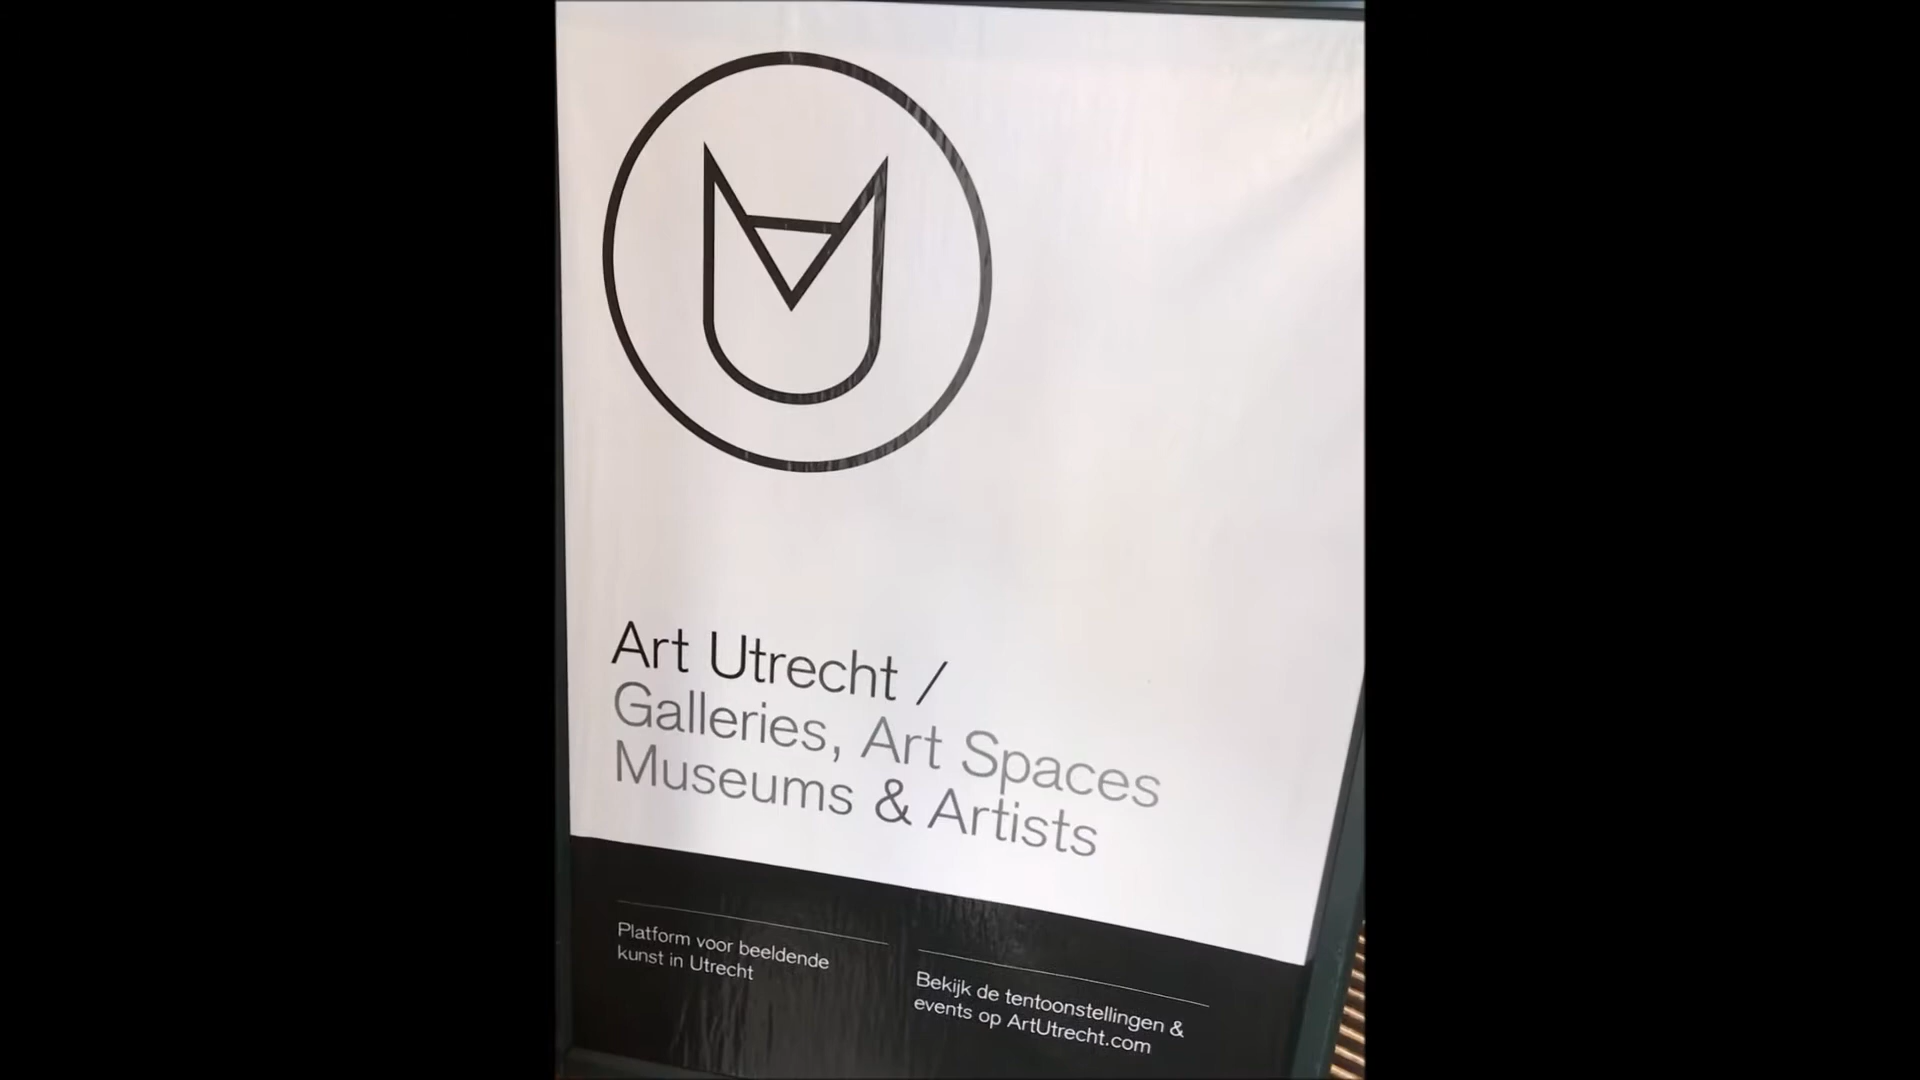 Art Utrecht /
Galleries, Art Spaces
Museums & Artists
Platform voor beeldende
kunst in Utrecht
Bekijk de tentoonstellingen &
events op ArtUtrecht.com